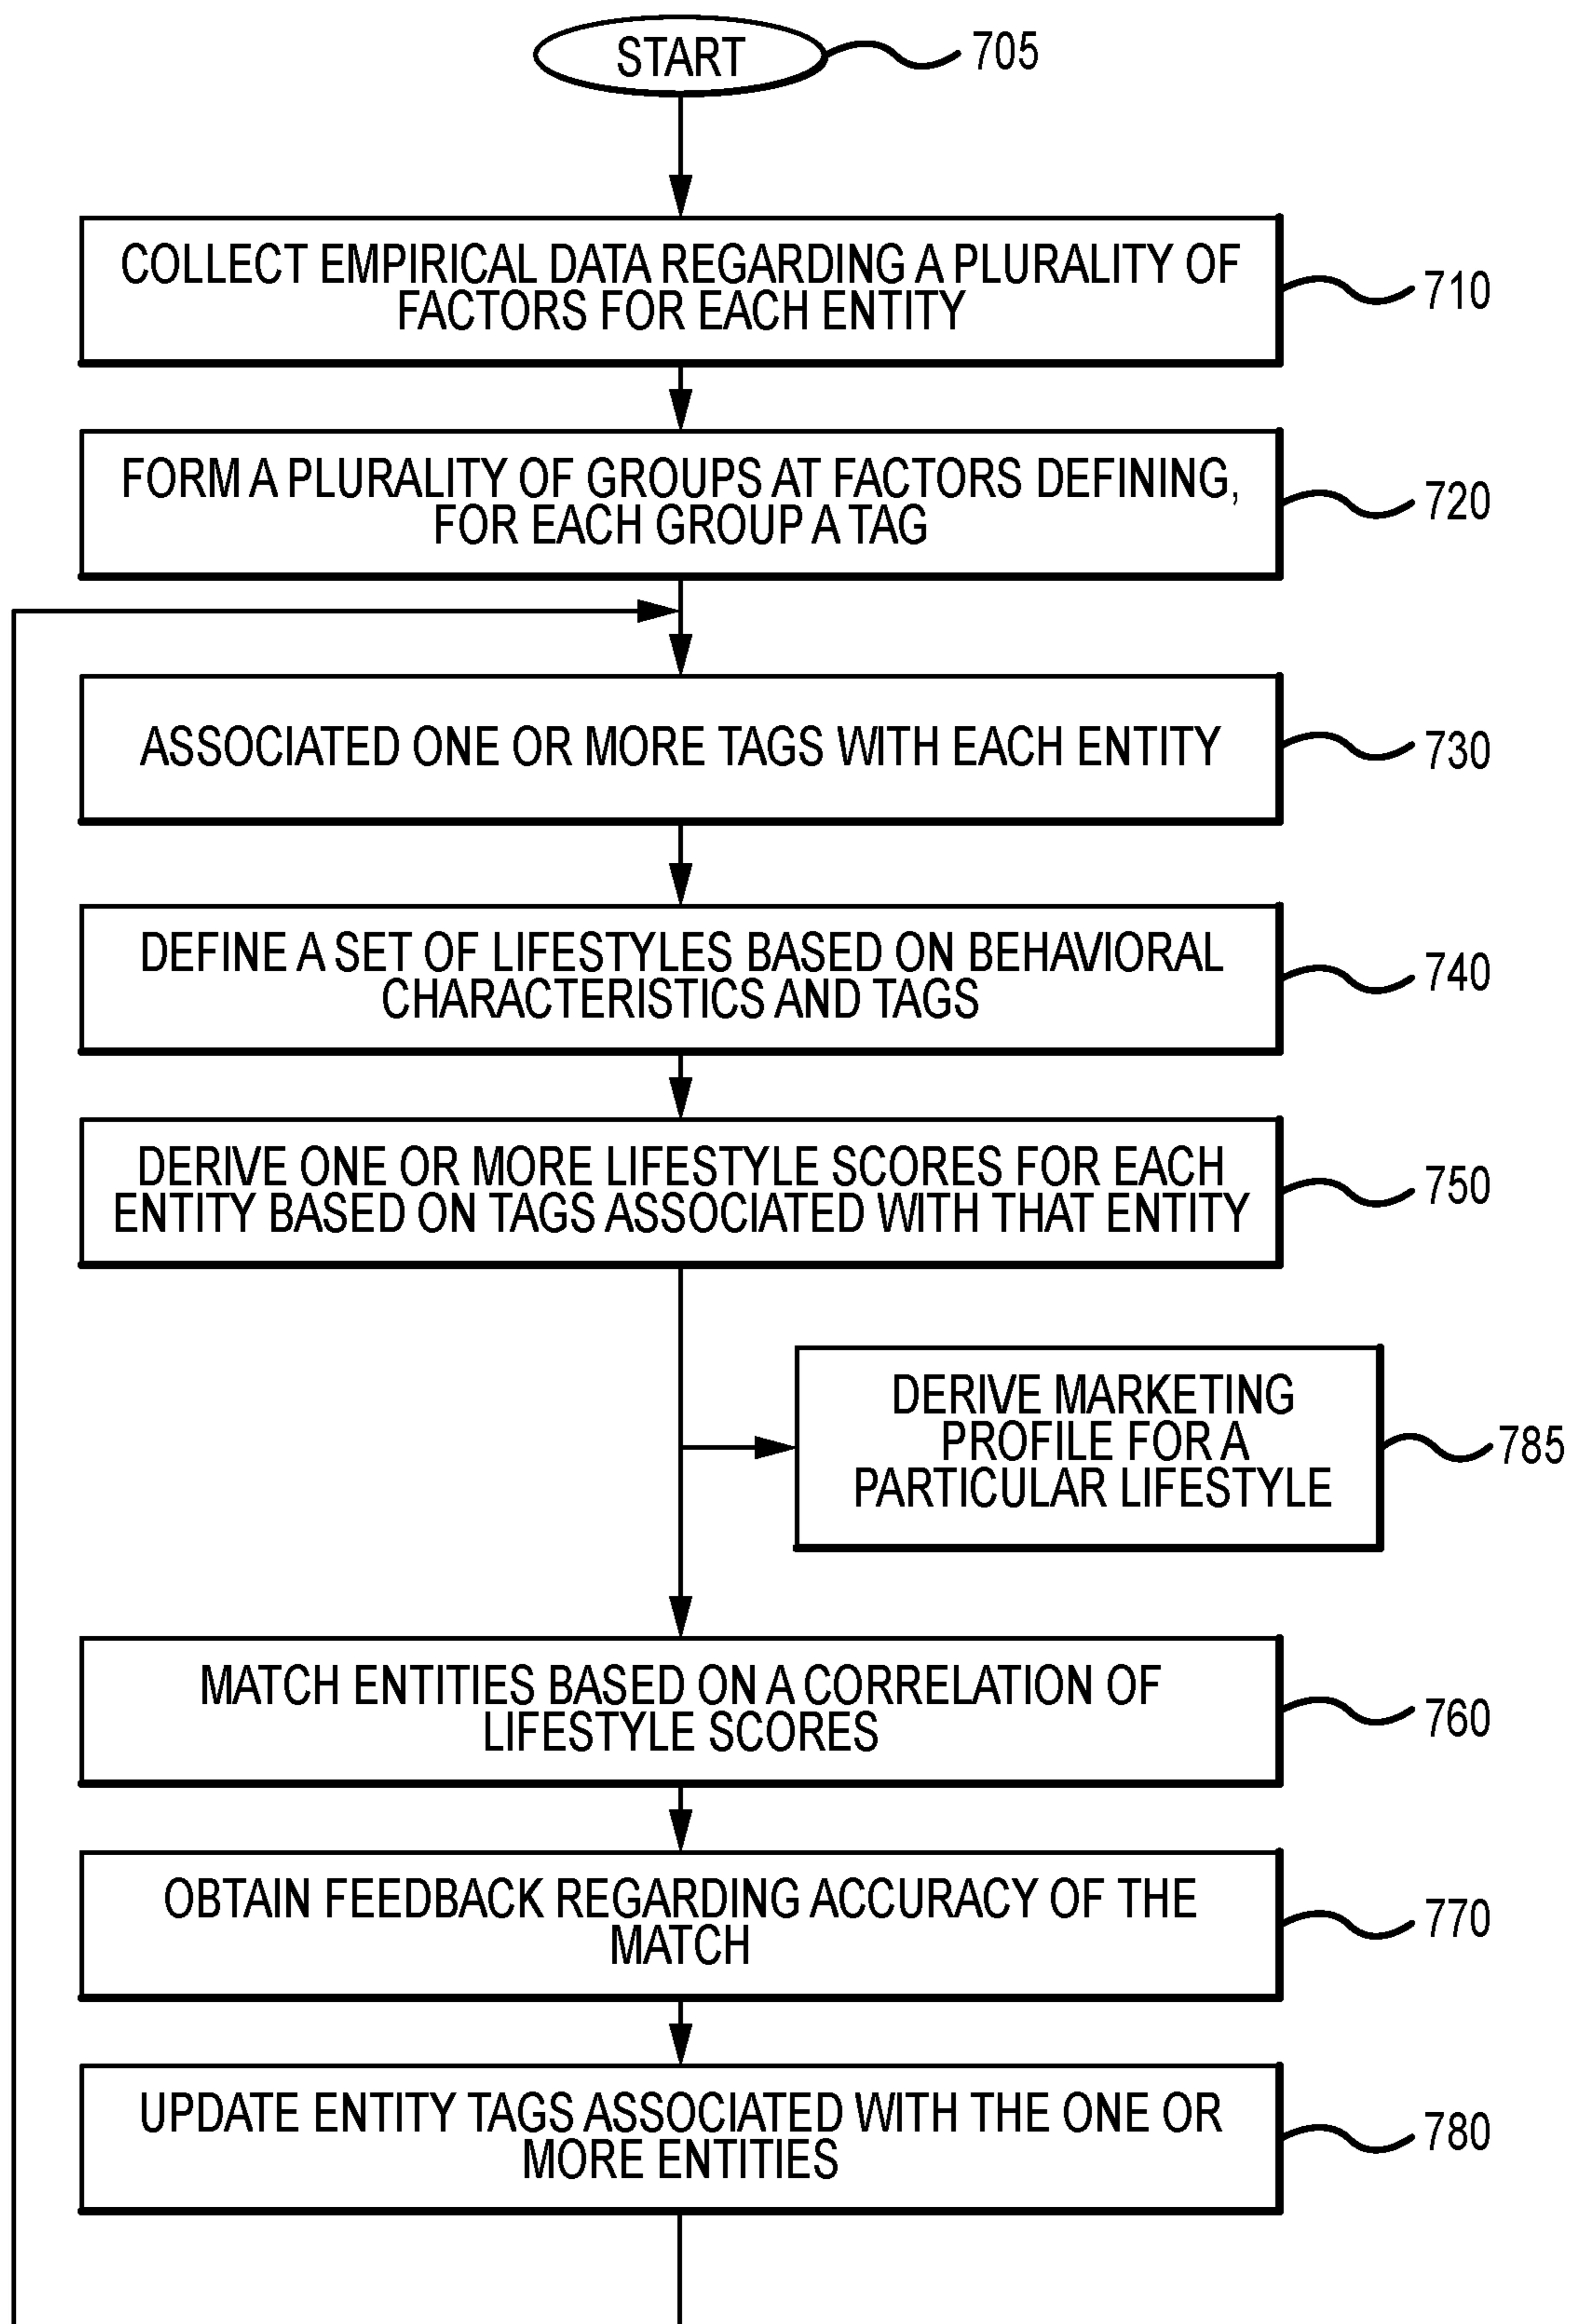 START
705
COLLECT EMPIRICAL DATA REGARDING A PLURALITY OF
FACTORS FOR EACH ENTITY
710
FORM A PLURALITY OF GROUPS AT FACTORS DEFINING,
FOR EACH GROUP A TAG
720
ASSOCIATED ONE OR MORE TAGS WITH EACH ENTITY
730
DEFINE A SET OF LIFESTYLES BASED ON BEHAVIORAL
CHARACTERISTICS AND TAGS
740
DERIVE ONE OR MORE LIFESTYLE SCORES FOR EACH
ENTITY BASED ON TAGS ASSOCIATED WITH THAT ENTITY
750
DERIVE MARKETING
PROFILE FOR A
PARTICULAR LIFESTYLE
785
MATCH ENTITIES BASED ON A CORRELATION OF
LIFESTYLE SCORES
760
OBTAIN FEEDBACK REGARDING ACCURACY OF THE
MATCH
770
UPDATE ENTITY TAGS ASSOCIATED WITH THE ONE OR
MORE ENTITIES
780